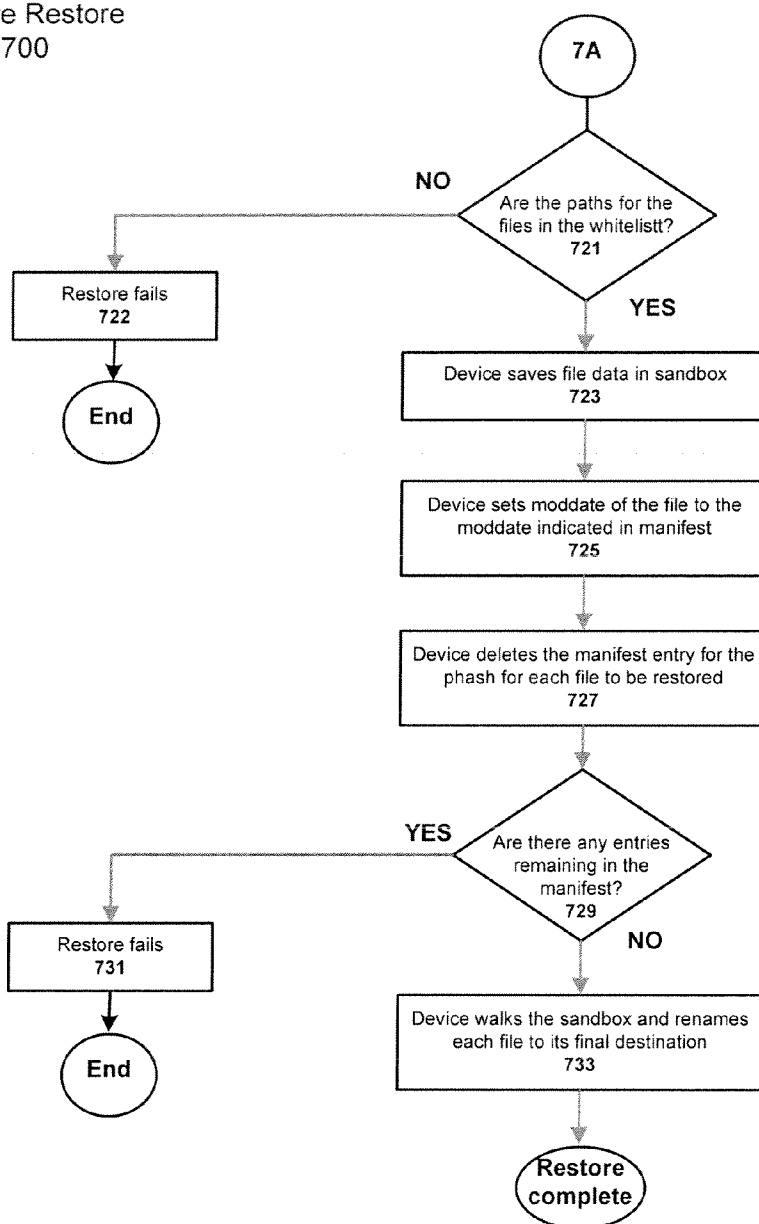 e Restore
700
7A
NO
Are the paths for the
files in the whitelistt?
721
YES
Restore fails
722
End
Device saves file data in sandbox
723
Device sets moddate of the file to the
moddate indicated in manifest
725
Device deletes the manifest entry for the
phash for each file to be restored
727
YES
Are there any entries
remaining in the
manifest?
729
NO
Restore fails
731
End
Device walks the sandbox and renames
each file to its final destination
733
Restore
complete